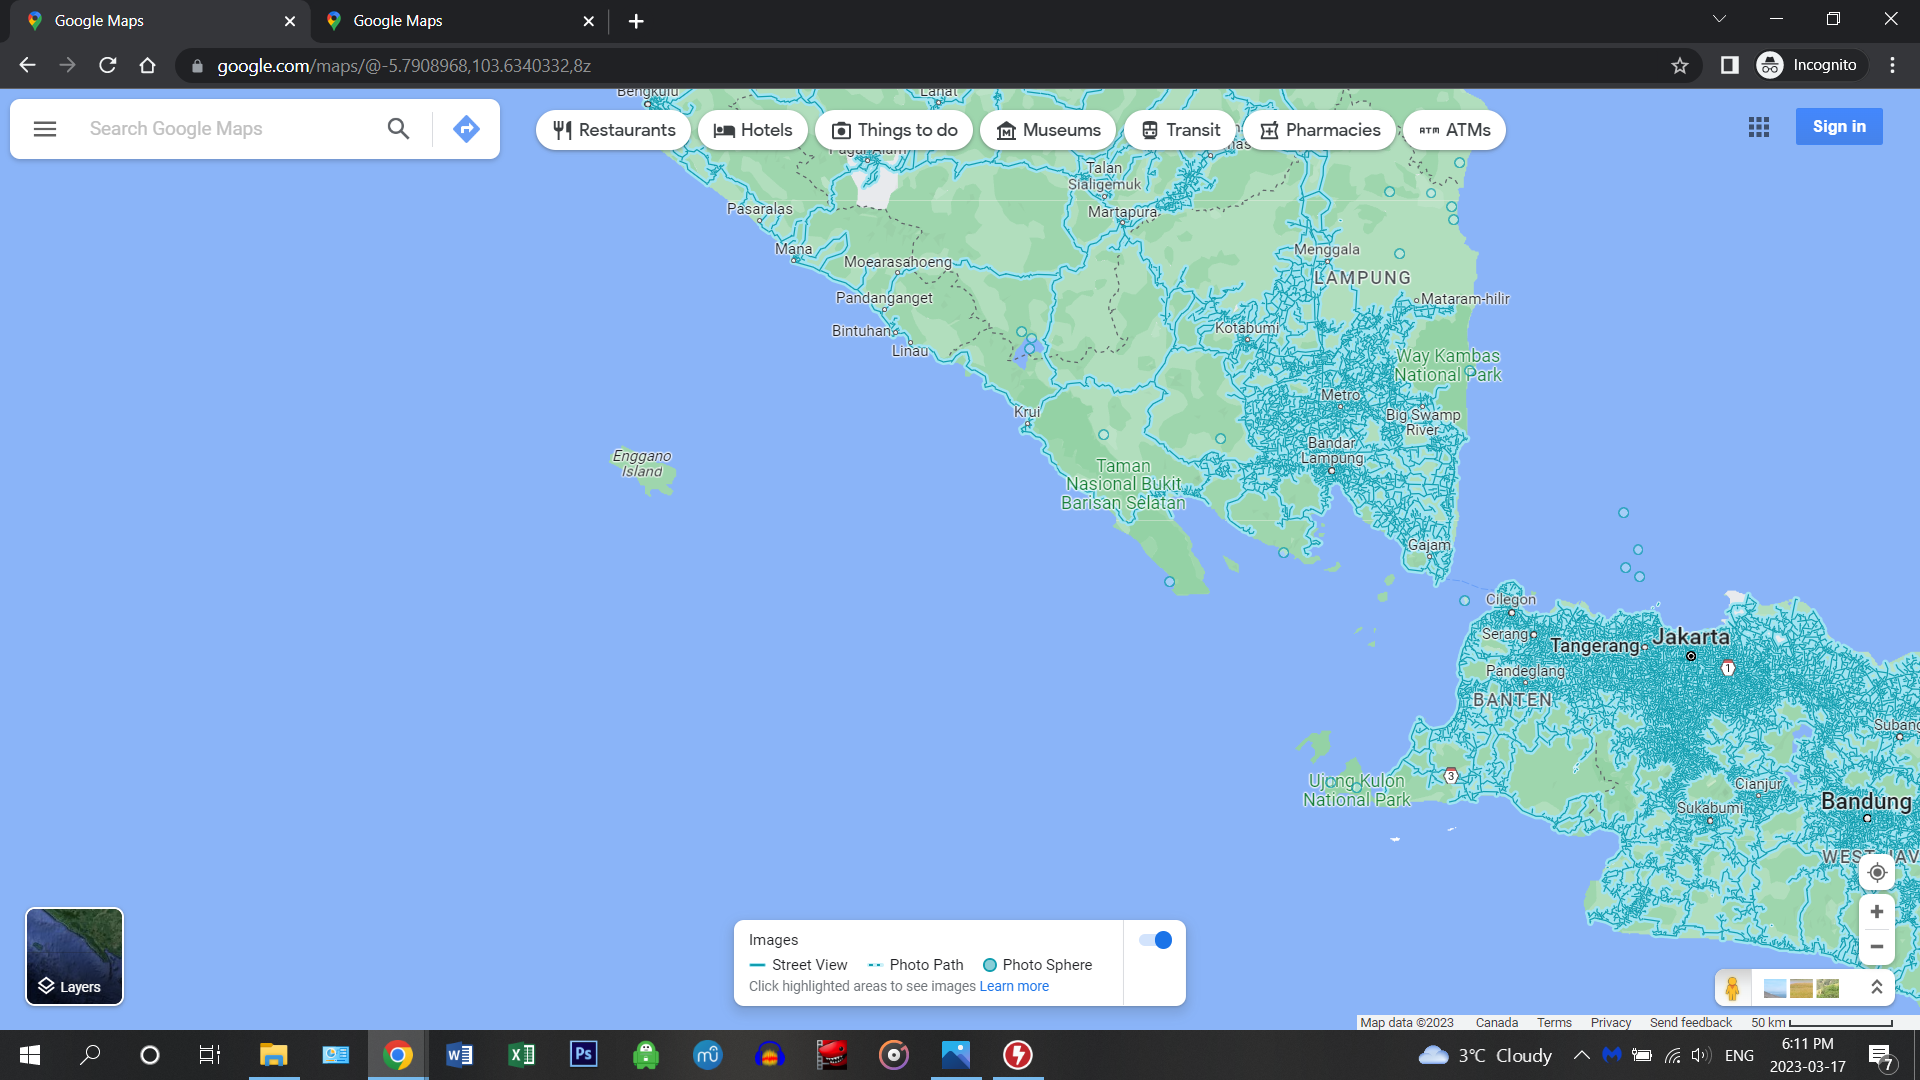 Google Maps
Google Maps
google.com/maps/@-5.7908968,103.6340332,8z
Incognito
Search Google Maps
Restaurants
Hotels
Things to do
Museums
Transit
Pharmacies
ATMs
Sign in
Bengkulu
Lahat
Pagar Alam
Talan
Sialigemuk
Martapura
Pasaralas
Mana
Moearasahoeng
Pandanganget
Bintuhan
Linau
Menggala
LAMPUNG
Mataram-hilir
Kotabumi
Way Kambas
National Park
Metro
Big Swamp
River
Krui
Bandar
Lampung
Enggano
Island
Taman
Nasional Bukit
Barisan Selatan
Gajam
Cilegon
Serang
Tangerang
Jakarta
1
Pandeglang
BANTEN
Subang
Ujong Kulon
National Park
3
Cianjur
Sukabumi
Bandung
Layers
Images
Street View
Photo Path
Photo Sphere
Click highlighted areas to see images Learn more
Map data ©2023
Canada
Terms
Privacy
Send feedback
50 km
3°C Cloudy
ENG
6:11 PM
2023-03-17
7